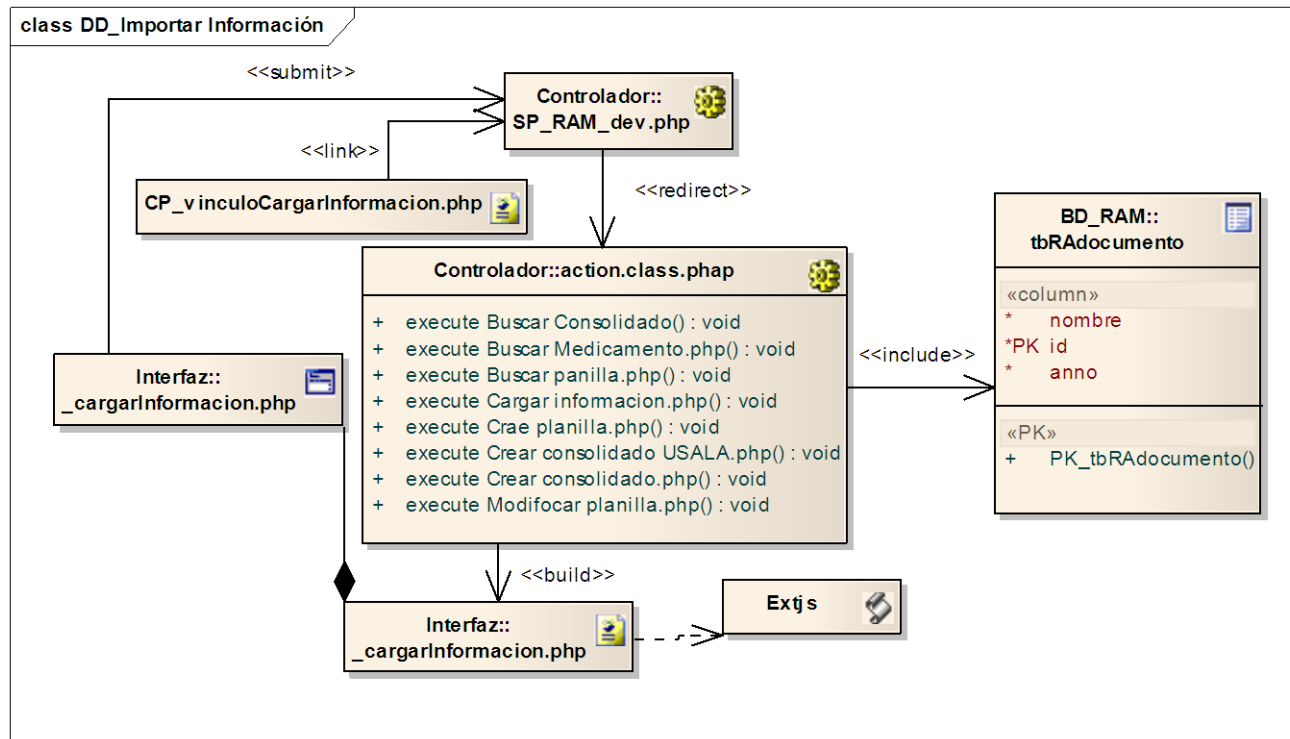 class DD_Importar Información
<<submit>>
Controlador::
SP_RAM_dev.php
<<link>>
CP_vinculoCargarInformacion.php
<<redirect>>
BD_RAM::
tbRAdocumento
«column»
* nombre
*PK id
* anno
«PK»
+ PK_tbRAdocumento()
Controlador::action.class.phap
+ execute Buscar Consolidado() : void
+ execute Buscar Medicamento.php() : void
+ execute Buscar panilla.php() : void
+ execute Cargar informacion.php() : void
+ execute Crae planilla.php() : void
+ execute Crear consolidado USALA.php() : void
+ execute Crear consolidado.php() : void
+ execute Modifocar planilla.php() : void
<<include>>
Interfaz::
_cargarInformacion.php
<<build>>
Interfaz::
_cargarInformacion.php
Extjs